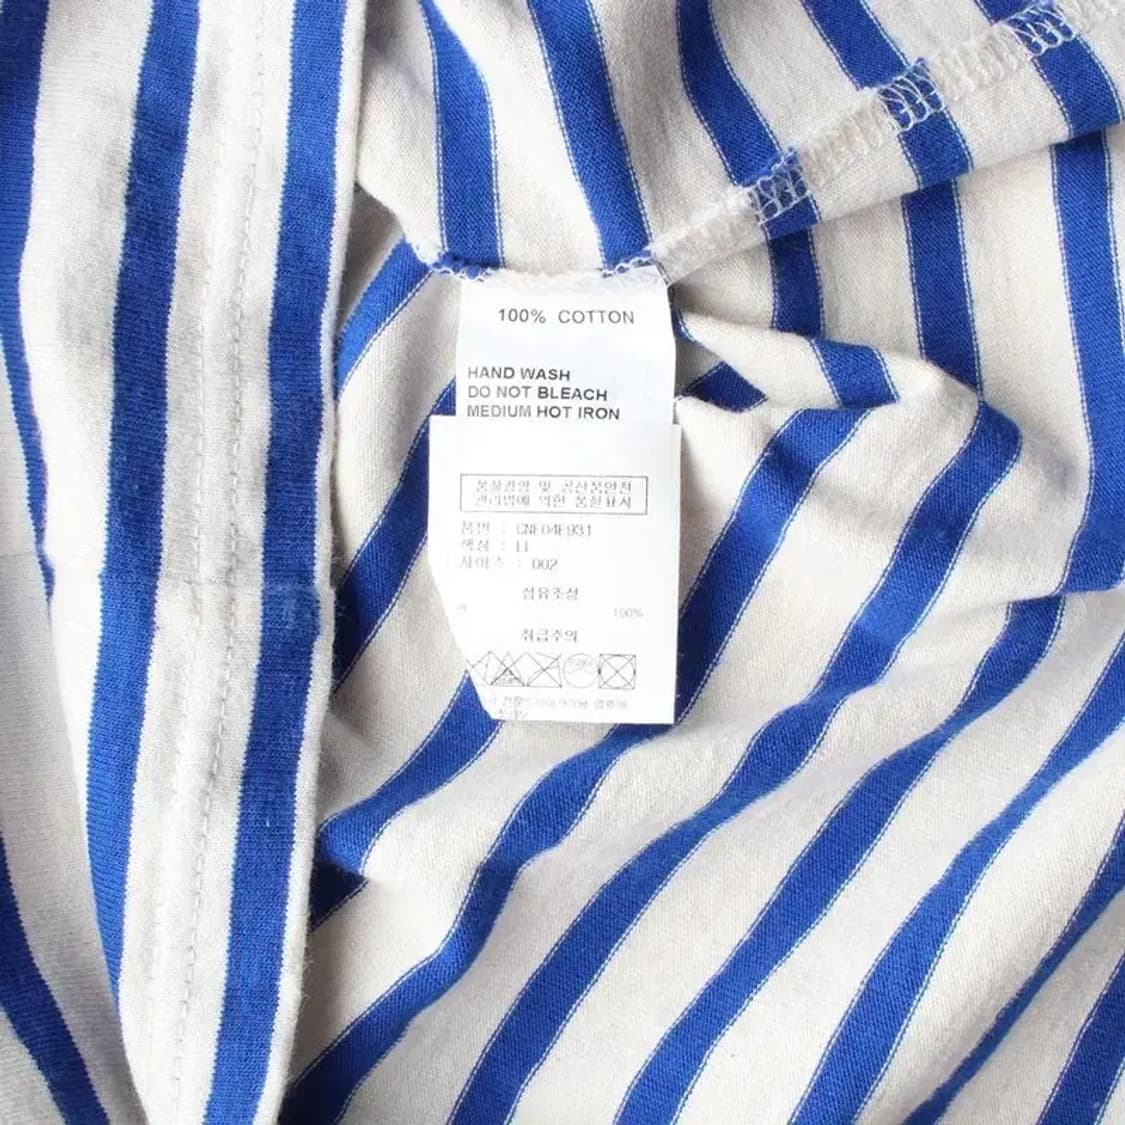 100% COTTON
HAND WASH
DO NOT BLEACH
MEDIUM HOT IRON
품질경영 및 공산품안전
관리법에 의한 품질표시
품번 : CNE04E931
색상 : LI
사이즈 : 002
섬유조성
100%
취급주의